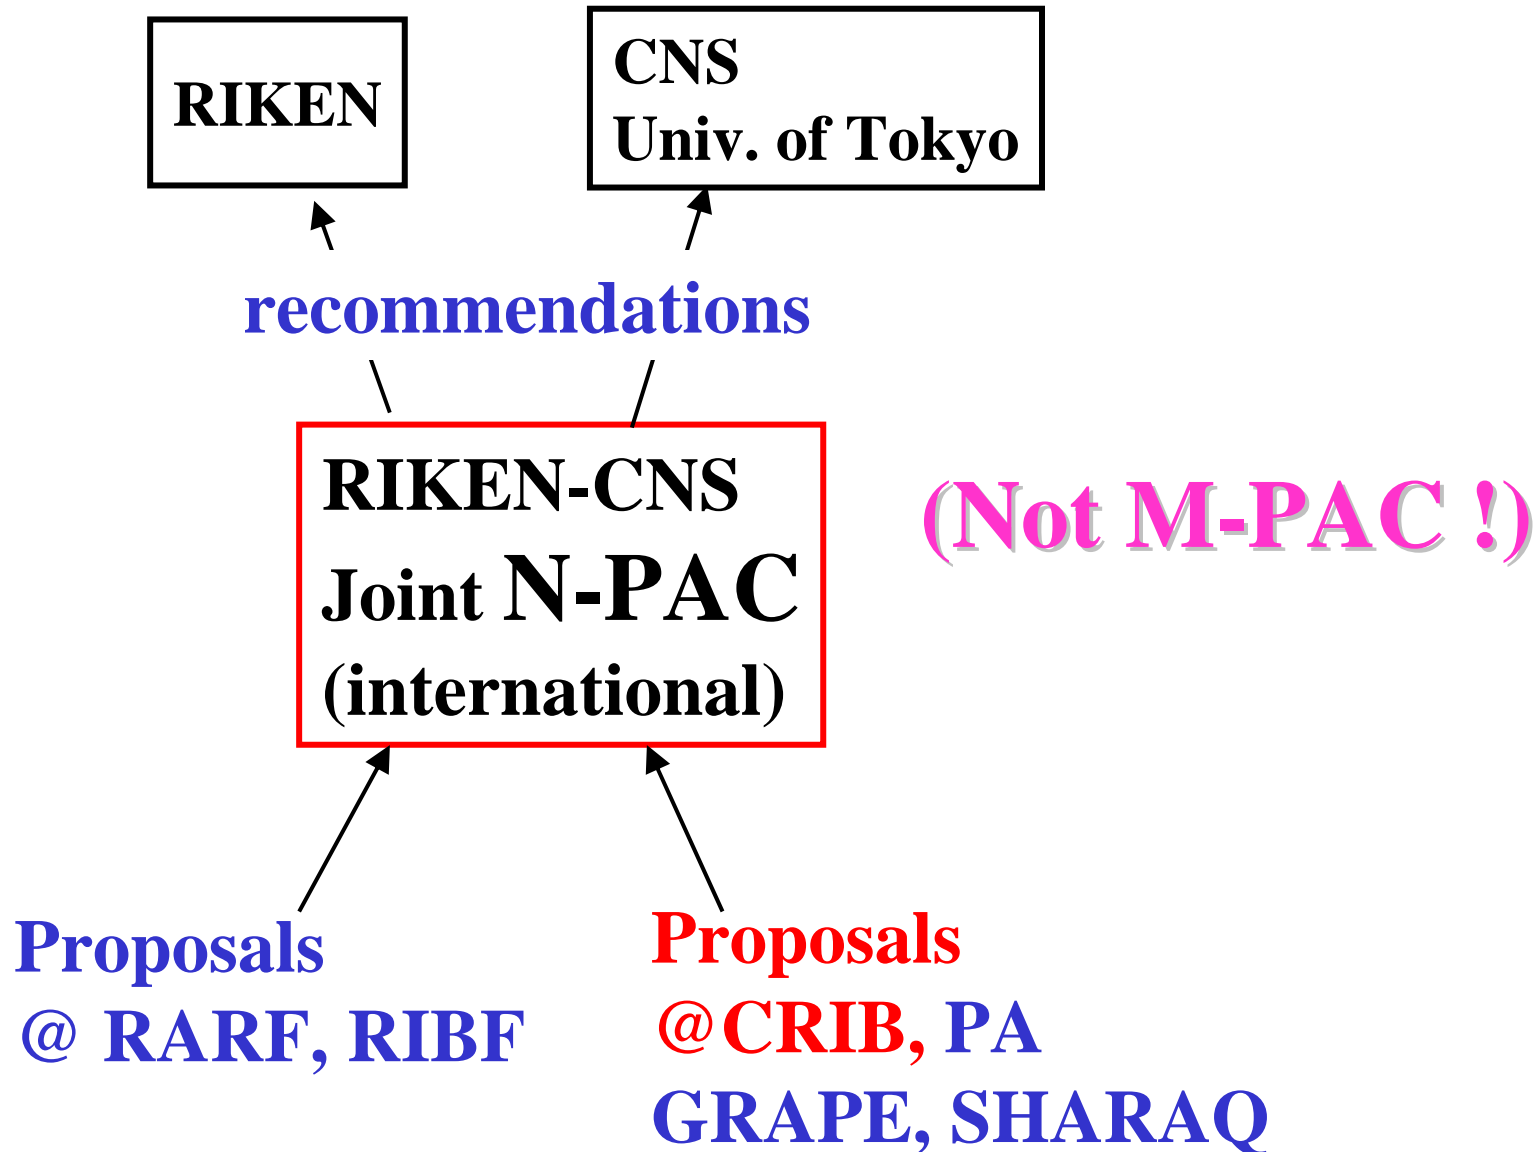 RIKEN
CNS
Univ. of Tokyo
recommendations
RIKEN-CNS
Joint N-PAC
(international)
(Not M-PAC !)
Proposals
@ RARF, RIBF
Proposals
@CRIB, PA
GRAPE, SHARAQ